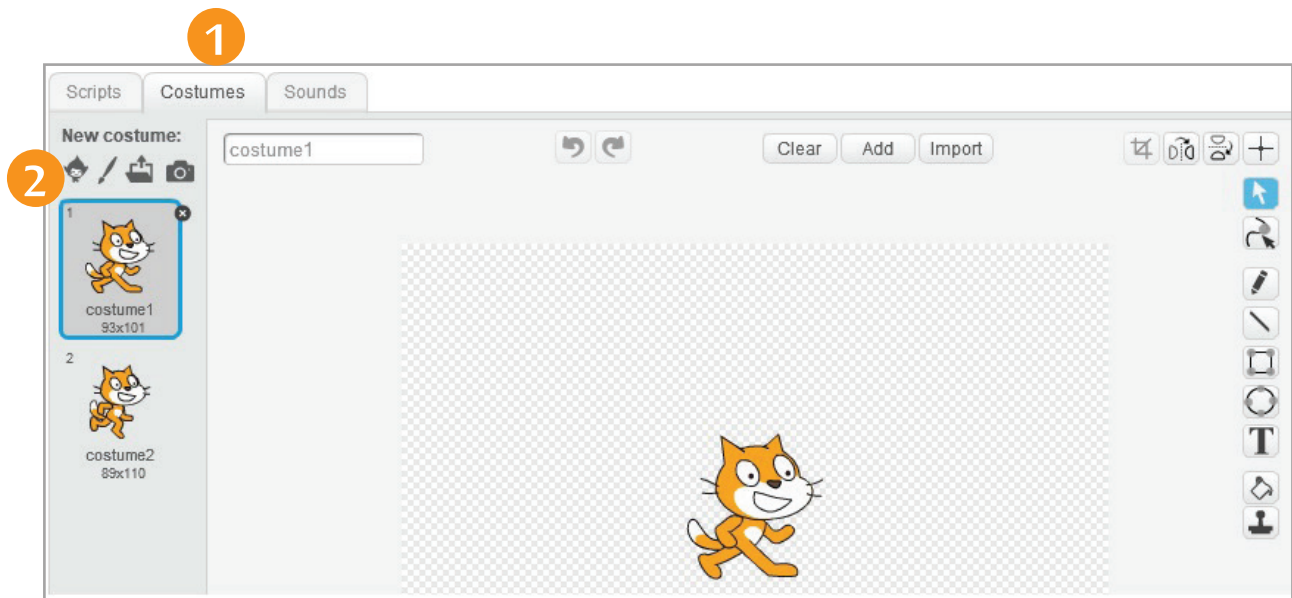 1
Scripts Costumes Sounds
New costume:
costume1
Clear Add Import
2
1
costume1
93x101
2
costume2
89x110
T